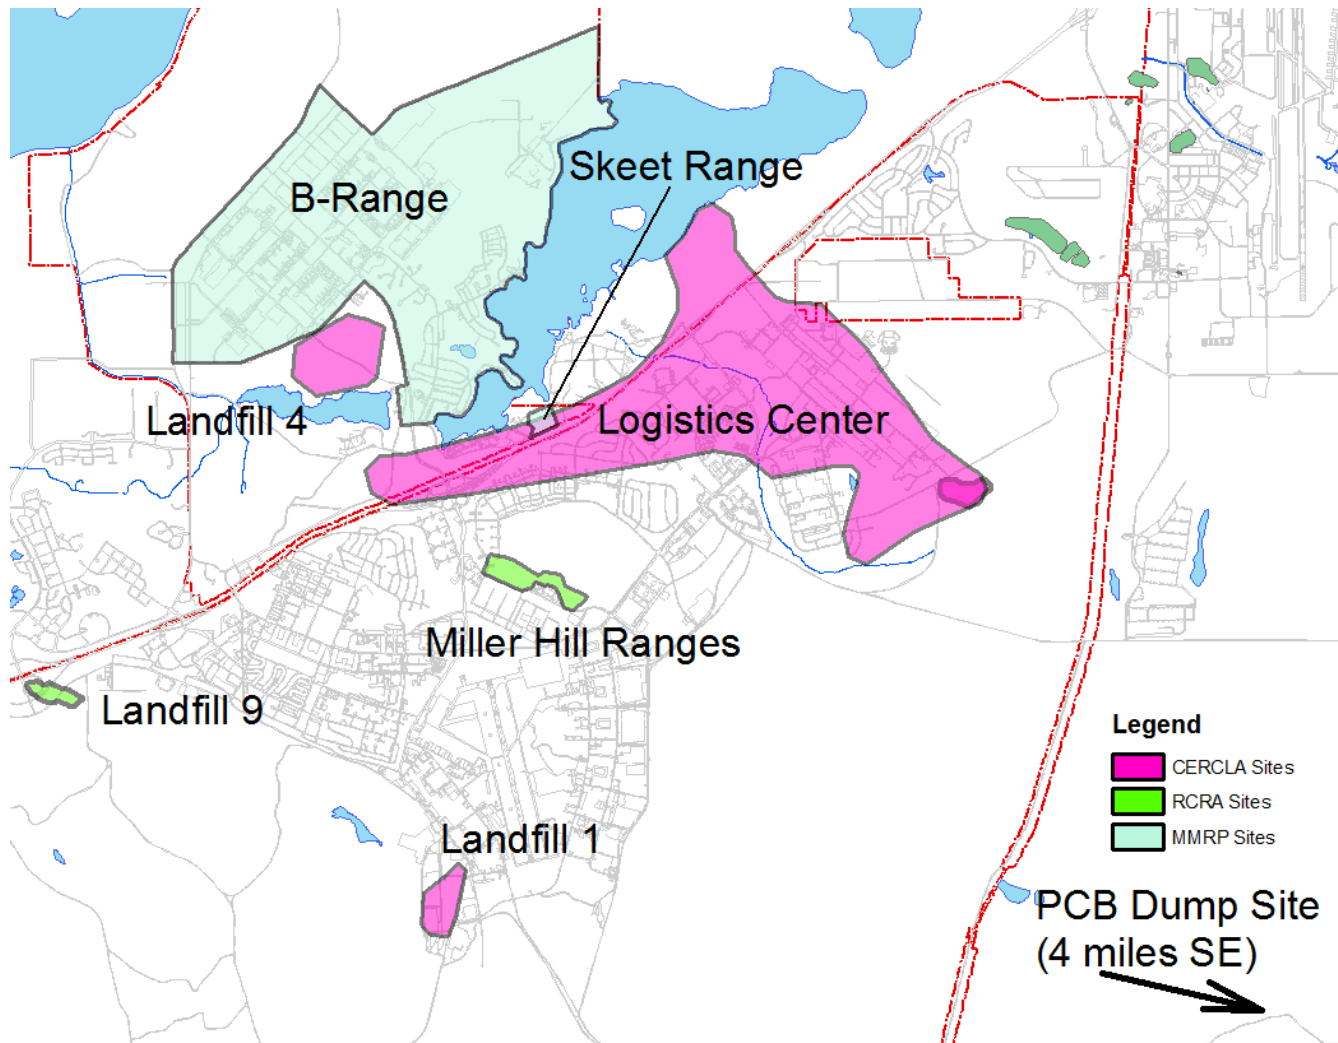 Skeet Range
B-Range
Landfill 4
Logistics Center
Miller Hill Ranges
Landfill 9
Legend
CERCLA Sites
RCRA Sites
MMRP Sites
Landfill 1
PCB Dump Site
(4 miles SE)